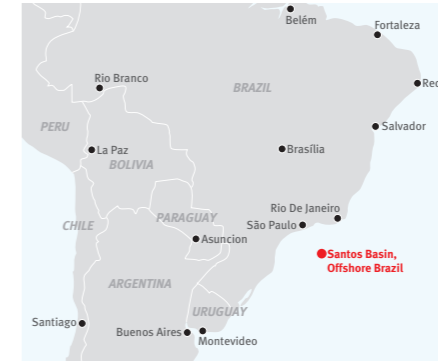 Belém
Fortaleza
Rio Branco
BRAZIL
Rec
PERU
Salvador
La Paz
Brasília
BOLIVIA
Rio De Janeiro
PARAGUAY
CHILE
São Paulo
Asuncion
Santos Basin,
Offshore Brazil
ARGENTINA
URUGUAY
Santiago
Buenos Aires
Montevideo